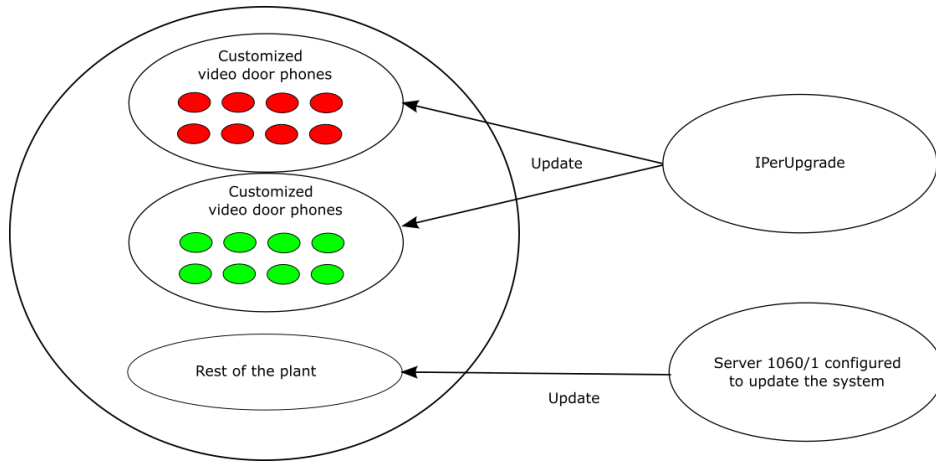 Customized
video door phones
Update
IPerUpgrade
Customized
video door phones
Rest of the plant
Update
Server 1060/1 configured
to update the system